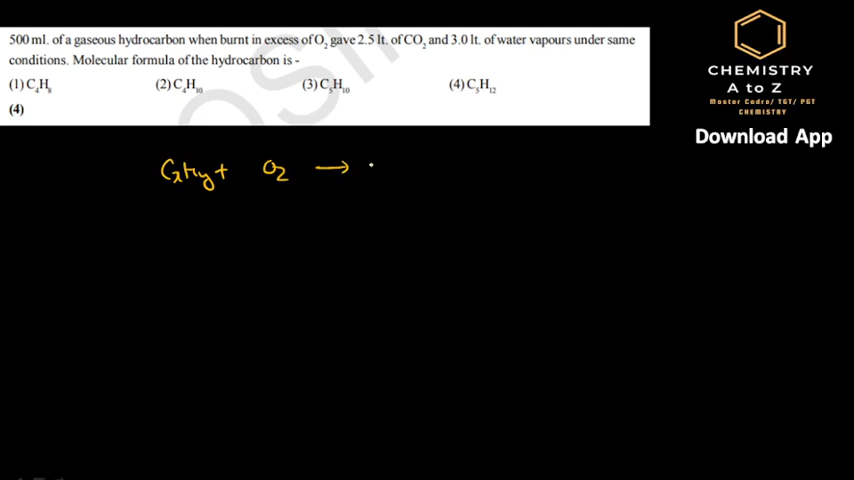 500 ml. of a gaseous hydrocarbon when burnt in excess of O₂ gave 2.5 lt. of CO₂ and 3.0 lt. of water vapours under same
conditions. Molecular formula of the hydrocarbon is -
(1) C₄H₈ (2) C₄H₁₀ (3) C₅H₁₀ (4) C₅H₁₂
(4)
CₓHᵧ + O₂ →
CHEMISTRY
A to Z
Master Cadre/ TGT/ PGT
CHEMISTRY
Download App